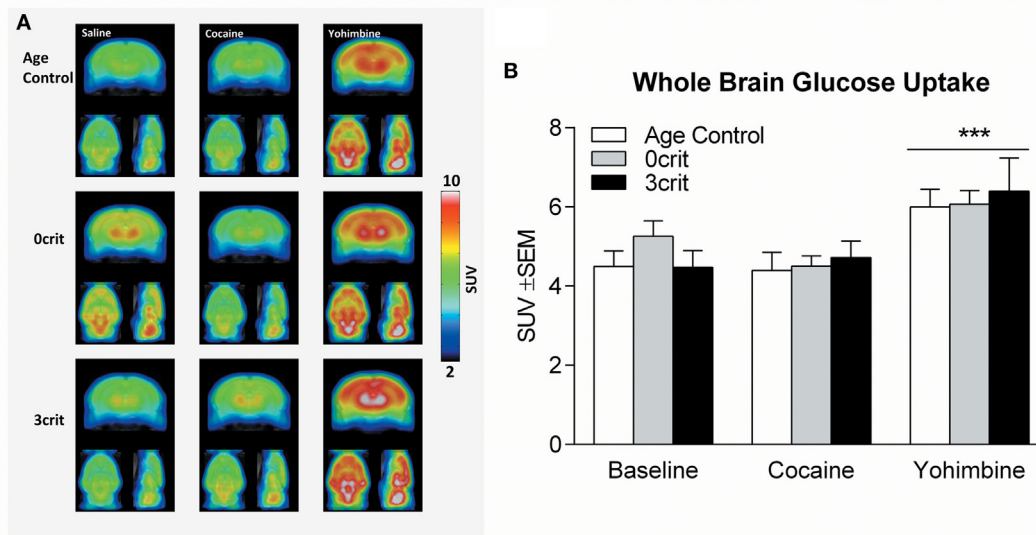 A
Saline Cocaine Yohimbine
Age
Control
0crit
3crit
10
SUV
2
B
Whole Brain Glucose Uptake
Age Control
0crit
3crit
***
8
6
4
2
0
SUV ±SEM
Baseline Cocaine Yohimbine